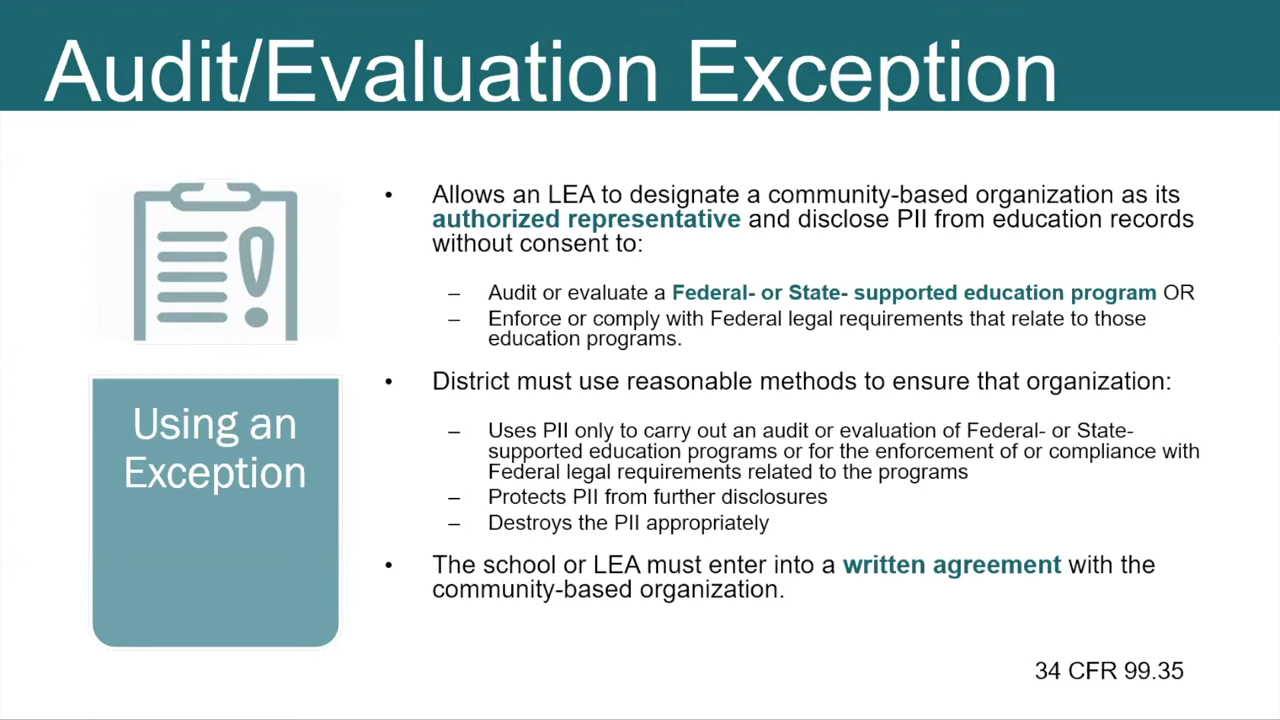 Audit/Evaluation Exception
Using an
Exception
• Allows an LEA to designate a community-based organization as its
authorized representative and disclose PII from education records
without consent to:
– Audit or evaluate a Federal- or State- supported education program OR
– Enforce or comply with Federal legal requirements that relate to those
education programs.
• District must use reasonable methods to ensure that organization:
– Uses PII only to carry out an audit or evaluation of Federal- or State-
supported education programs or for the enforcement of or compliance with
Federal legal requirements related to the programs
– Protects PII from further disclosures
– Destroys the PII appropriately
• The school or LEA must enter into a written agreement with the
community-based organization.
34 CFR 99.35